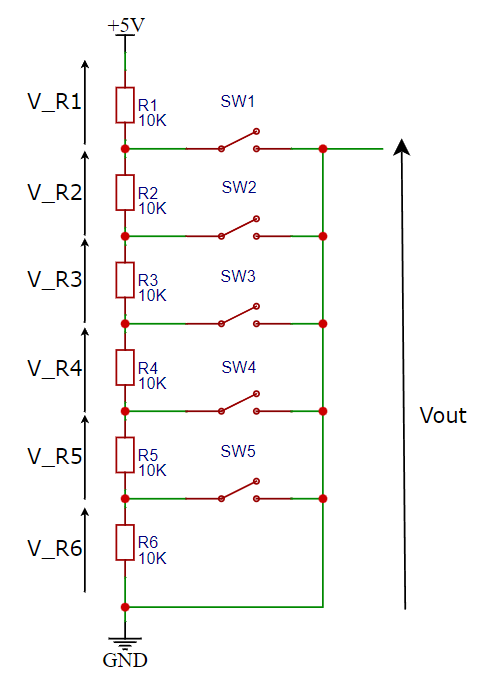 +5V
V_R1
R1
10K
SW1
V_R2
R2
10K
SW2
V_R3
R3
10K
SW3
V_R4
R4
10K
SW4
Vout
V_R5
R5
10K
SW5
V_R6
R6
10K
GND